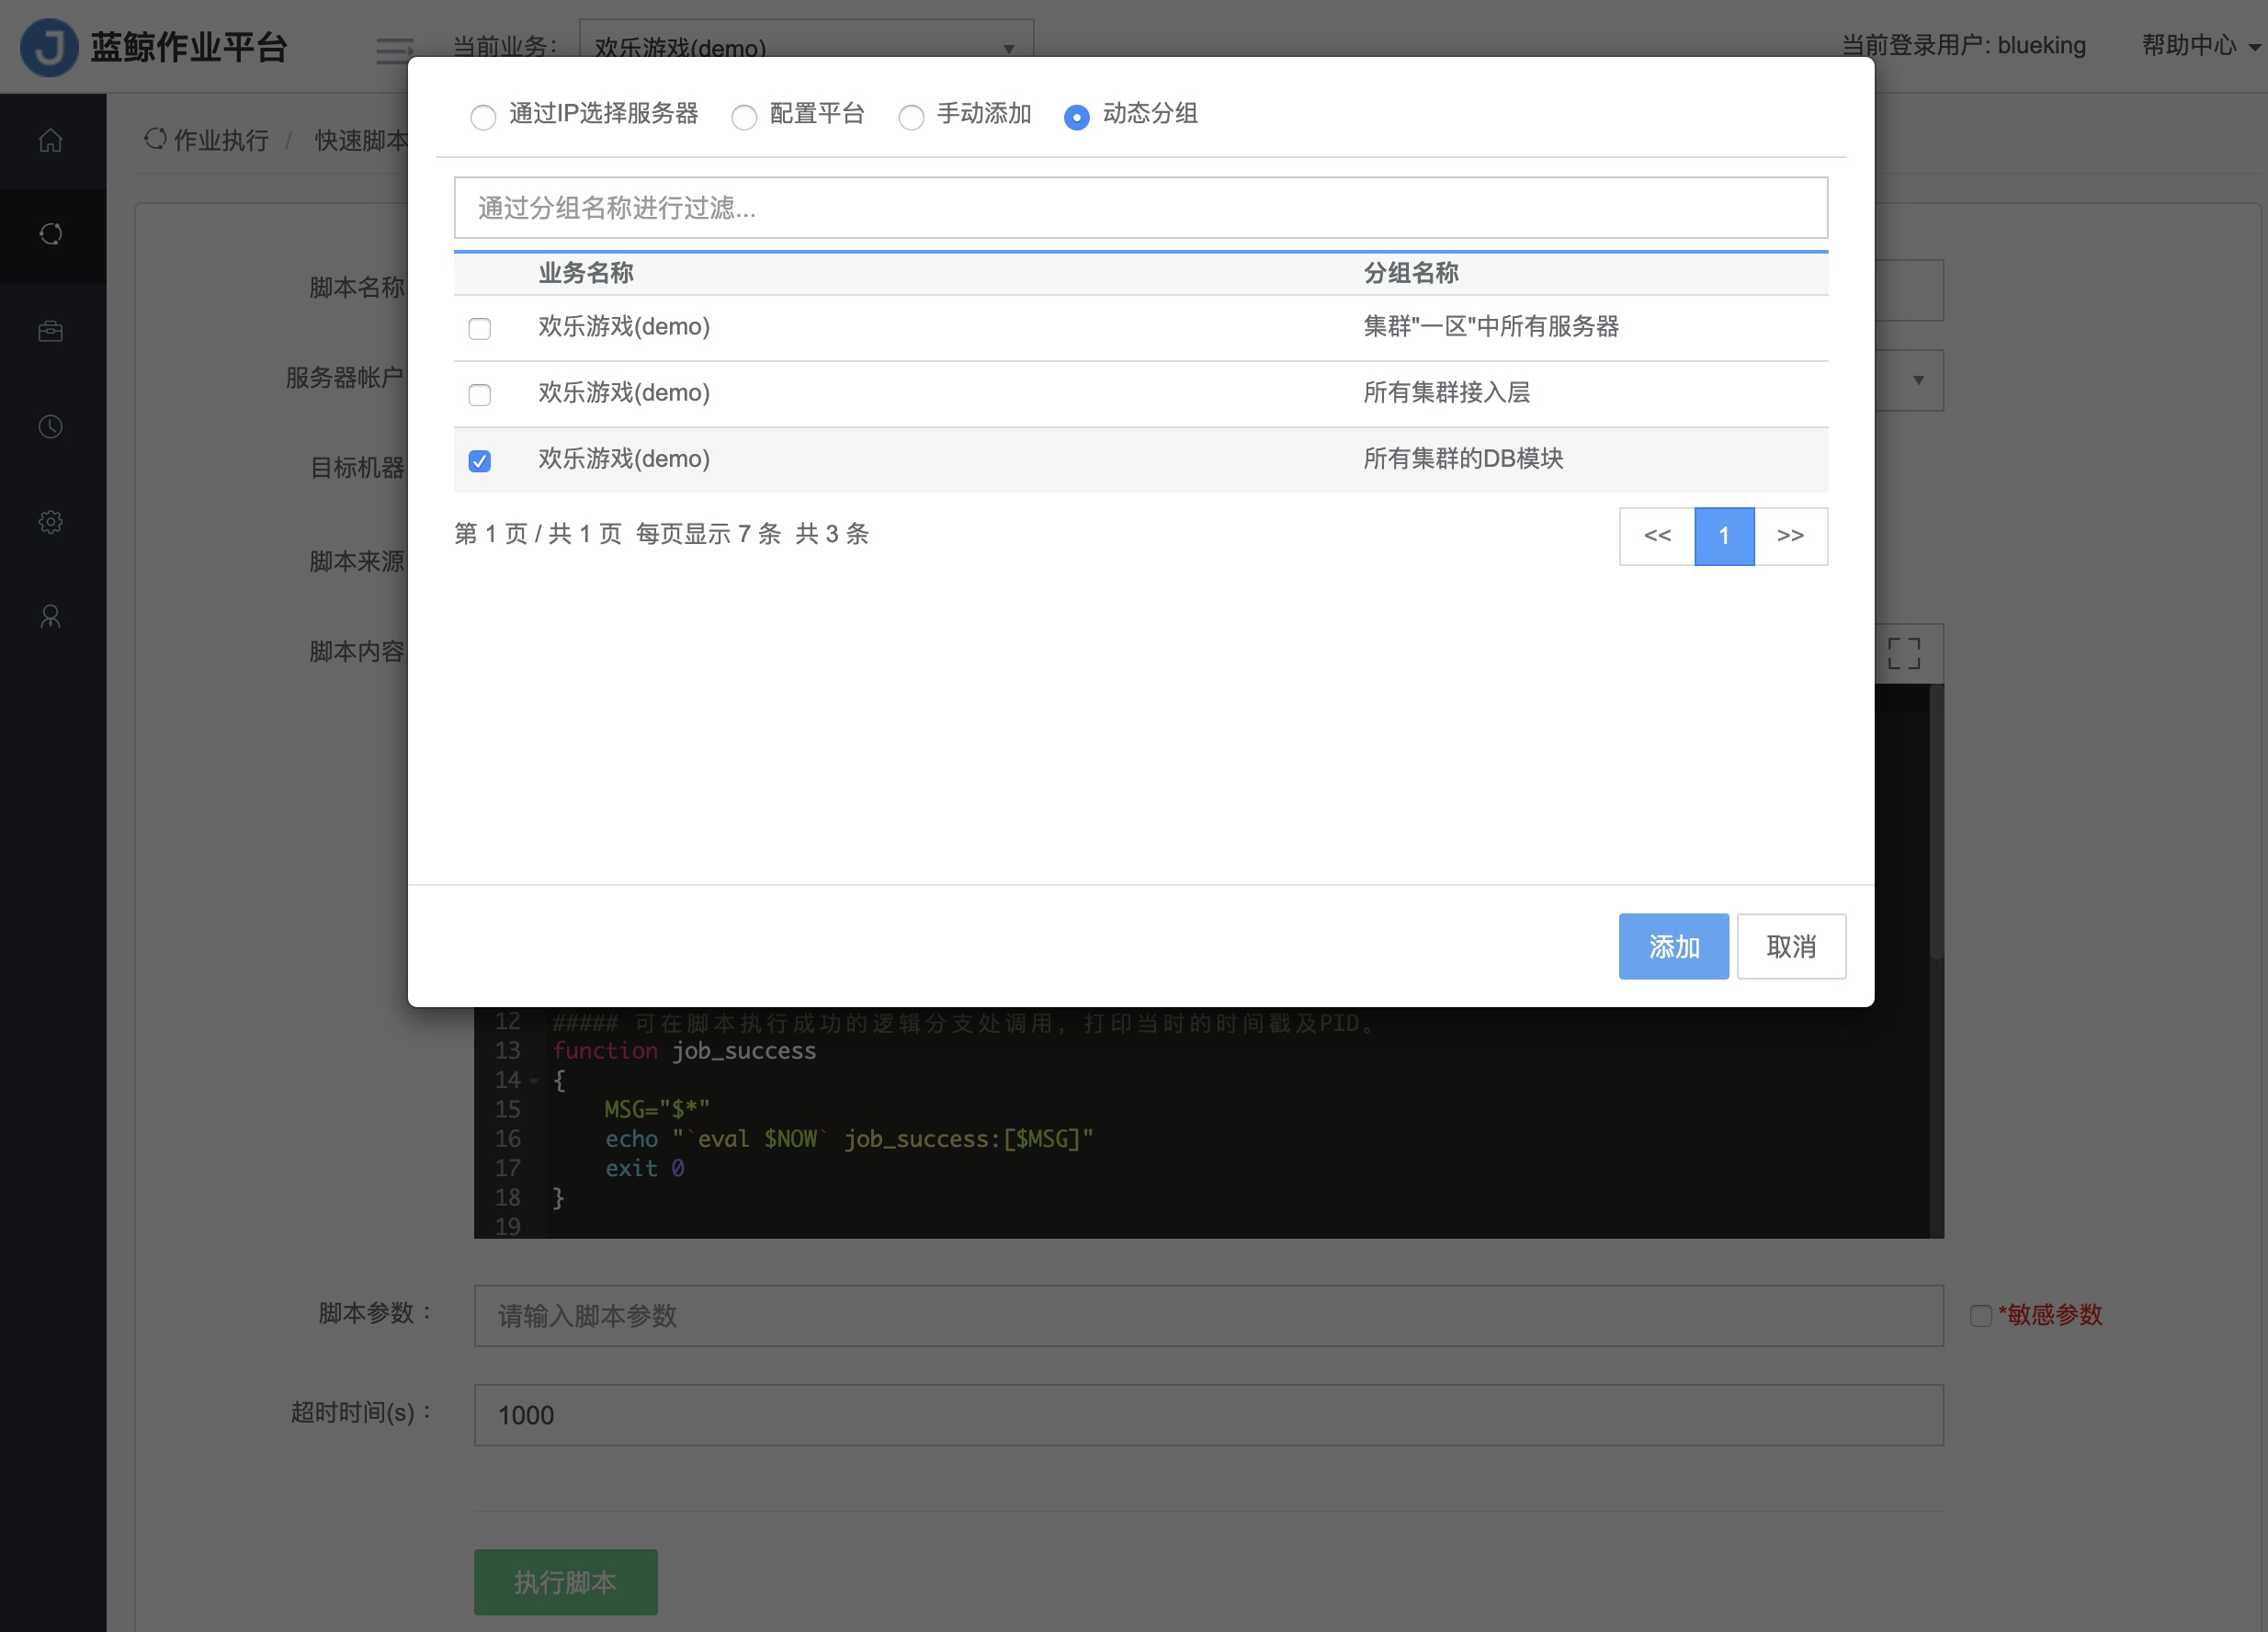 蓝鲸作业平台
当前业务：
欢乐游戏(demo)
当前登录用户: blueking
帮助中心
作业执行 / 快速脚本
通过IP选择服务器
配置平台
手动添加
动态分组
通过分组名称进行过滤...
业务名称 分组名称
欢乐游戏(demo) 集群"一区"中所有服务器
欢乐游戏(demo) 所有集群接入层
欢乐游戏(demo) 所有集群的DB模块
第 1 页 / 共 1 页 每页显示 7 条 共 3 条
<< 1 >>
添加 取消
脚本名称
服务器帐户
目标机器
脚本来源
脚本内容
12 ##### 可在脚本执行成功的逻辑分支处调用，打印当时的时间戳及PID。
13 function job_success
14 {
15 MSG="$*"
16 echo "`eval $NOW` job_success:[$MSG]"
17 exit 0
18 }
19
脚本参数：
请输入脚本参数
*敏感参数
超时时间(s)：
1000
执行脚本